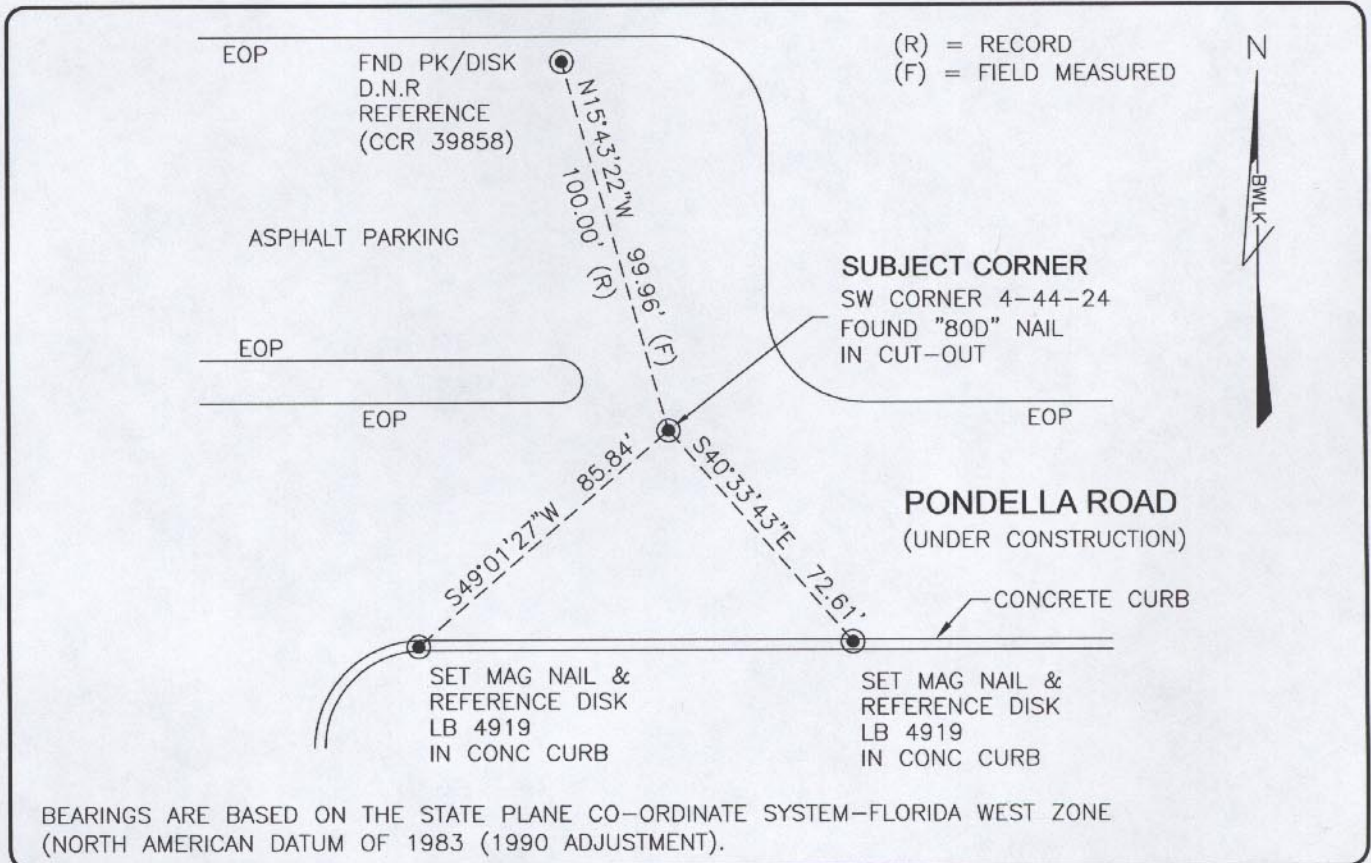 EOP
FND PK/DISK
D.N.R
REFERENCE
(CCR 39858)
(R) = RECORD
(F) = FIELD MEASURED
N
BWLK
N15°43'22"W 99.96' (F)
100.00' (R)
ASPHALT PARKING
SUBJECT CORNER
SW CORNER 4-44-24
FOUND "80D" NAIL
IN CUT-OUT
EOP
EOP
EOP
S49°01'27"W 85.84'
S40°33'43"E 72.61'
PONDELLA ROAD
(UNDER CONSTRUCTION)
CONCRETE CURB
SET MAG NAIL &
REFERENCE DISK
LB 4919
IN CONC CURB
SET MAG NAIL &
REFERENCE DISK
LB 4919
IN CONC CURB
BEARINGS ARE BASED ON THE STATE PLANE CO-ORDINATE SYSTEM-FLORIDA WEST ZONE
(NORTH AMERICAN DATUM OF 1983 (1990 ADJUSTMENT).